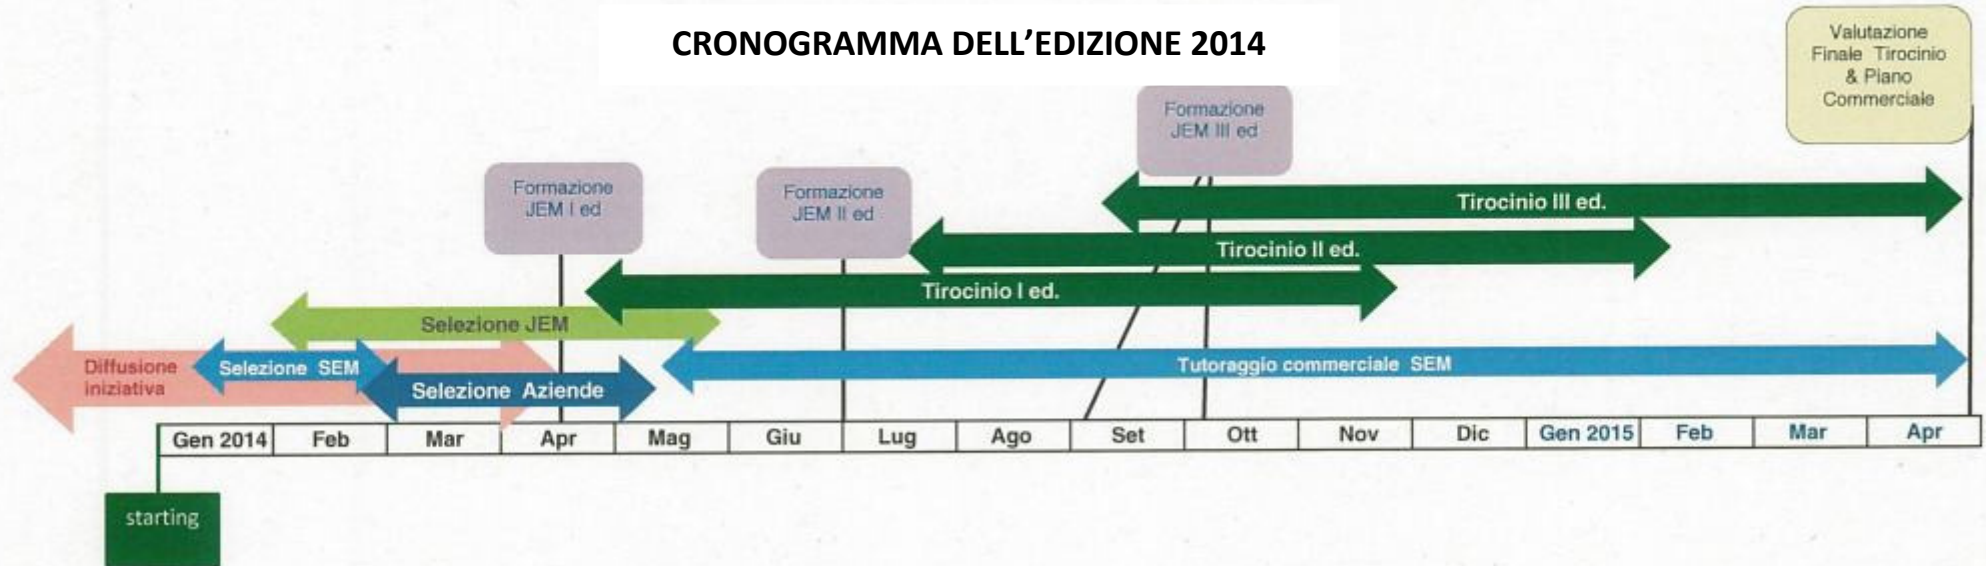 CRONOGRAMMA DELL’EDIZIONE 2014
Valutazione
Finale Tirocinio
& Piano
Commerciale
Formazione
JEM III ed
Formazione
JEM I ed
Formazione
JEM II ed
Tirocinio III ed.
Tirocinio II ed.
Tirocinio I ed.
Selezione JEM
Diffusione
iniziativa
Selezione SEM
Selezione Aziende
Tutoraggio commerciale SEM
Gen 2014 Feb Mar Apr Mag Giu Lug Ago Set Ott Nov Dic Gen 2015 Feb Mar Apr
starting